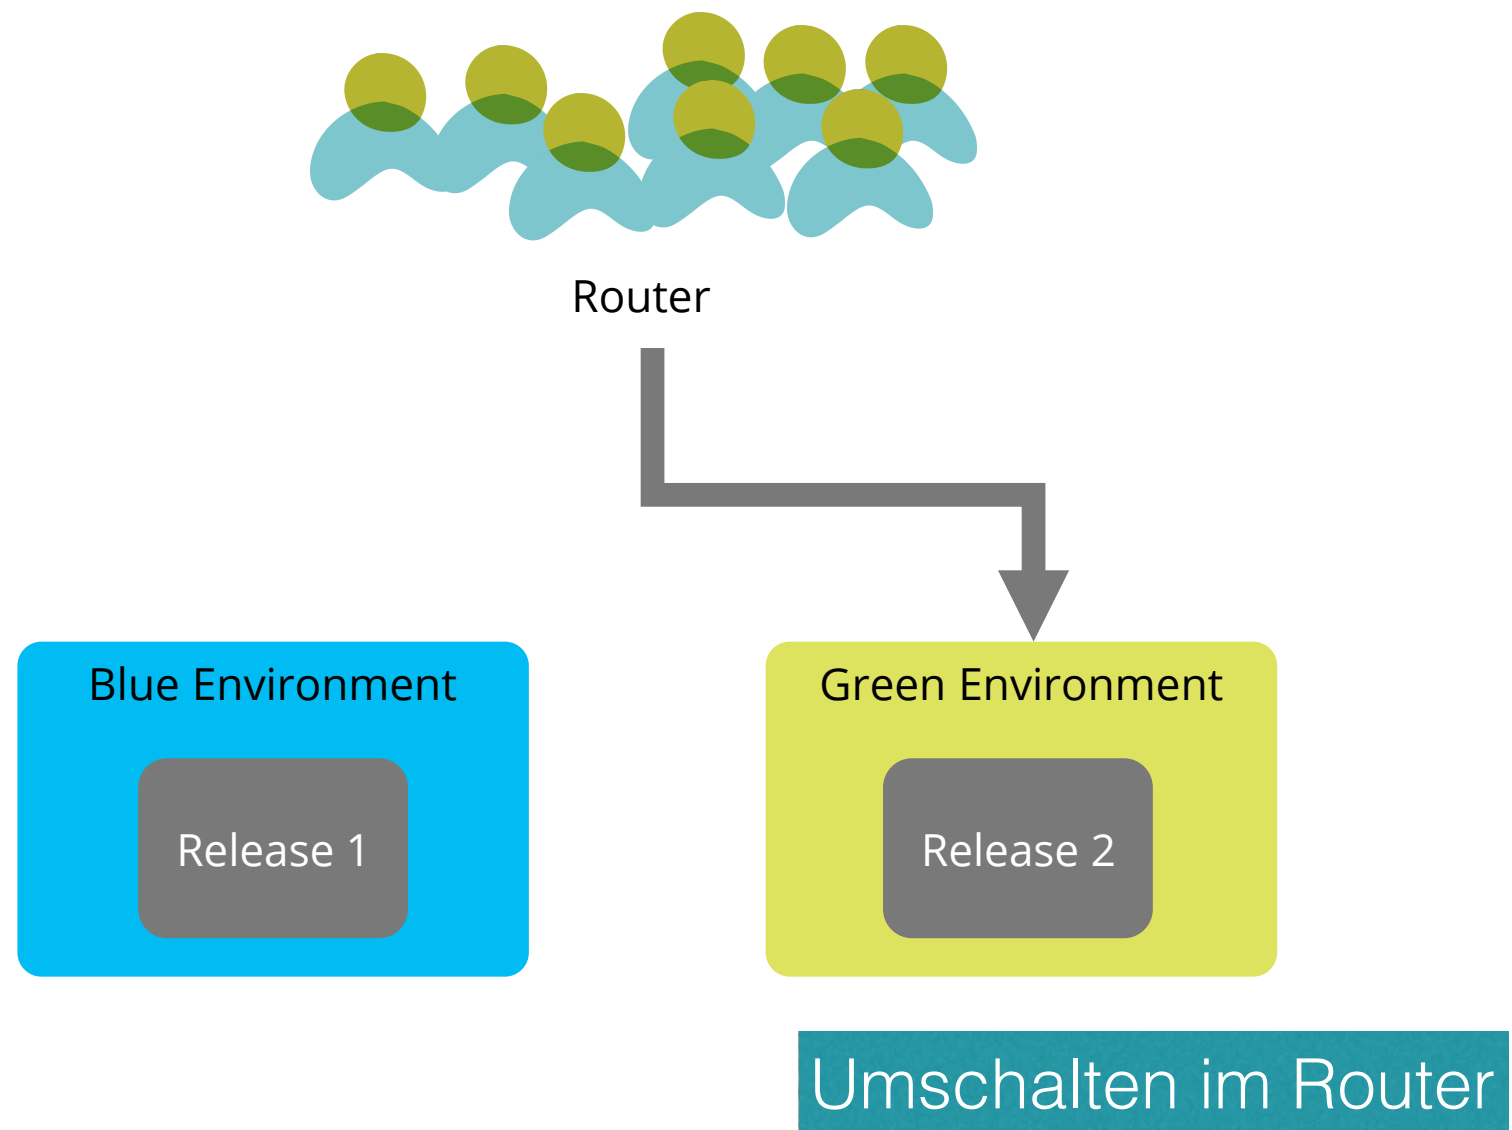 Router
Blue Environment
Green Environment
Release 1
Release 2
Umschalten im Router